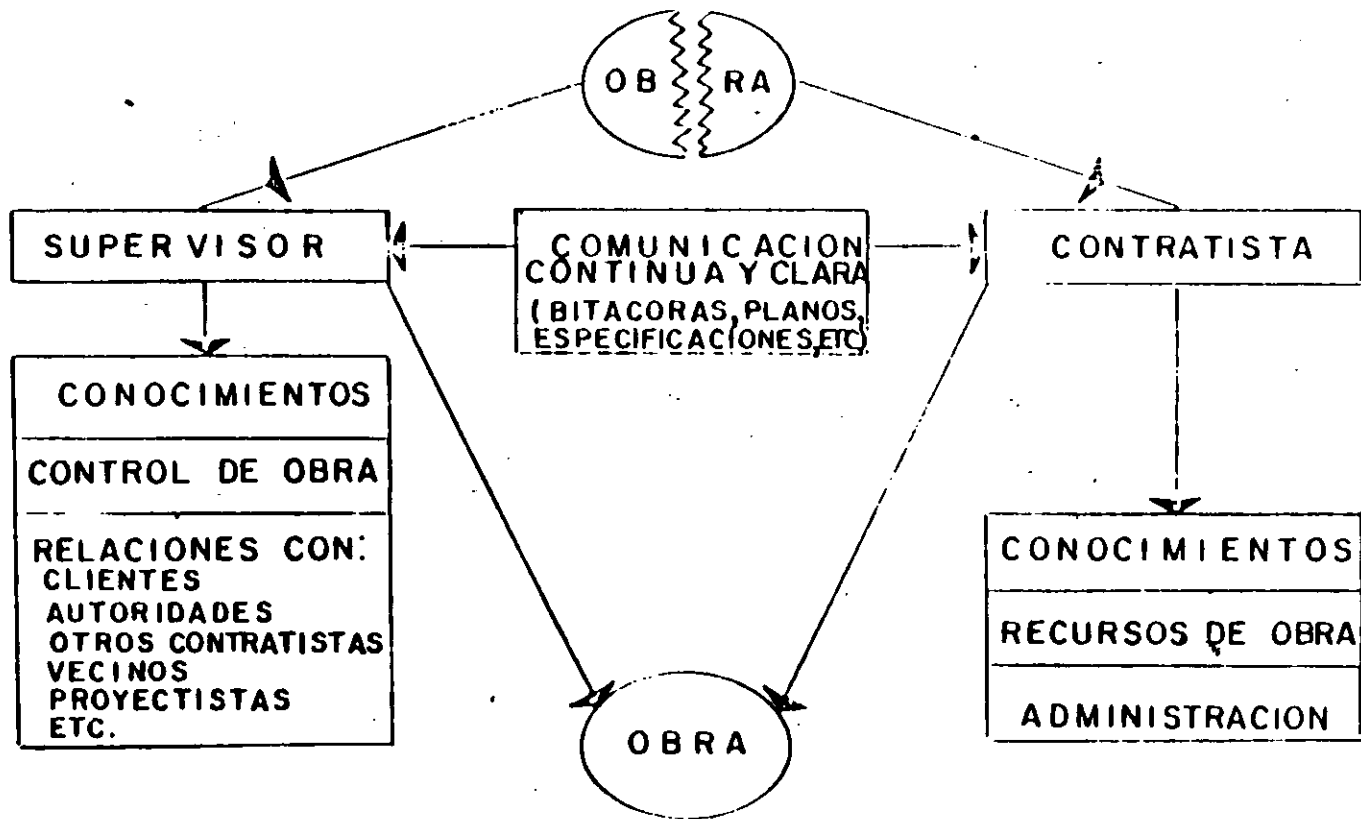 OB RA
SUPERVISOR
COMUNICACION
CONTINUA Y CLARA
(BITACORAS, PLANOS,
ESPECIFICACIONES, ETC)
CONTRATISTA
CONOCIMIENTOS
CONTROL DE OBRA
RELACIONES CON:
CLIENTES
AUTORIDADES
OTROS CONTRATISTAS
VECINOS
PROYECTISTAS
ETC.
CONOCIMIENTOS
RECURSOS DE OBRA
ADMINISTRACION
OBRA